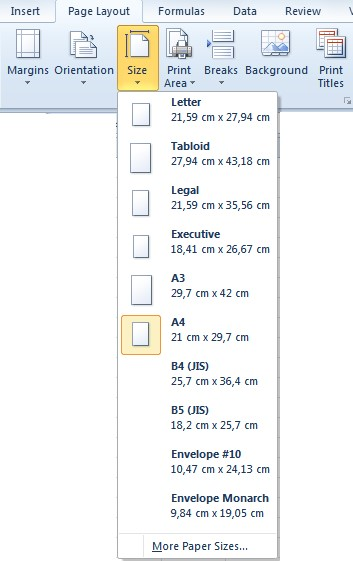 Insert Page Layout Formulas Data Review
Margins Orientation Size Print Area Breaks Background Print Titles
Letter
21,59 cm x 27,94 cm
Tabloid
27,94 cm x 43,18 cm
Legal
21,59 cm x 35,56 cm
Executive
18,41 cm x 26,67 cm
A3
29,7 cm x 42 cm
A4
21 cm x 29,7 cm
B4 (JIS)
25,7 cm x 36,4 cm
B5 (JIS)
18,2 cm x 25,7 cm
Envelope #10
10,47 cm x 24,13 cm
Envelope Monarch
9,84 cm x 19,05 cm
More Paper Sizes...